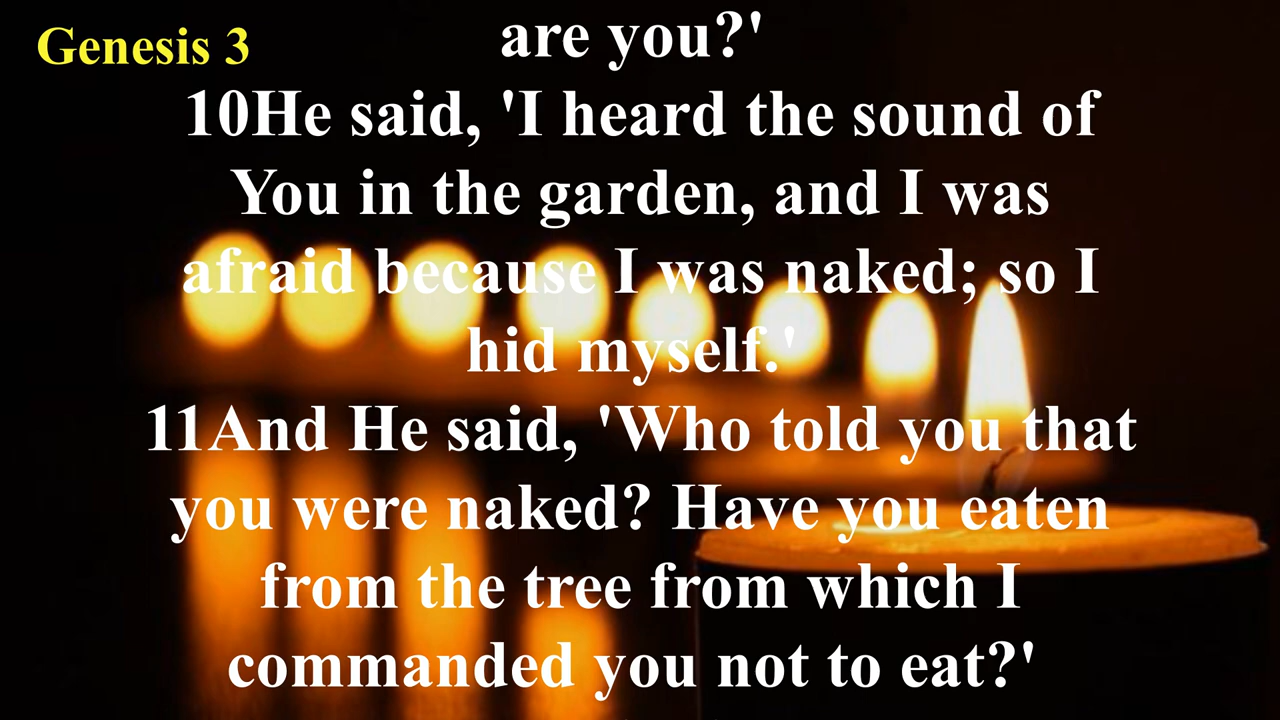 Genesis 3
are you?'
10He said, 'I heard the sound of
You in the garden, and I was
afraid because I was naked; so I
hid myself.'
11And He said, 'Who told you that
you were naked? Have you eaten
from the tree from which I
commanded you not to eat?'